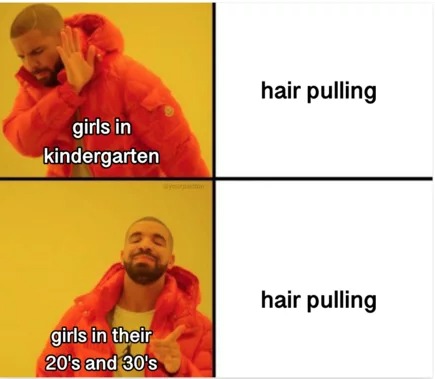 girls in
kindergarten
hair pulling
girls in their
20's and 30's
hair pulling